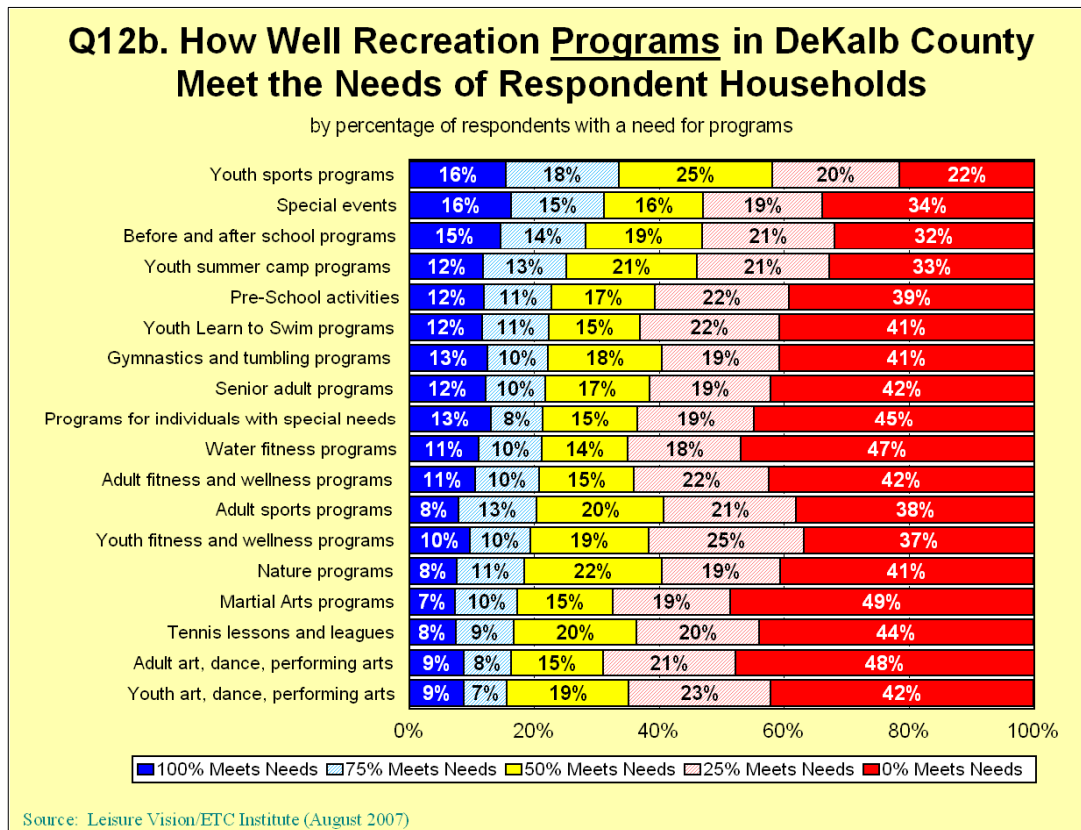 Q12b. How Well Recreation Programs in DeKalb County
Meet the Needs of Respondent Households
by percentage of respondents with a need for programs
Youth sports programs 16% 18% 25% 20% 22%
Special events 16% 15% 16% 19% 34%
Before and after school programs 15% 14% 19% 21% 32%
Youth summer camp programs 12% 13% 21% 21% 33%
Pre-School activities 12% 11% 17% 22% 39%
Youth Learn to Swim programs 12% 11% 15% 22% 41%
Gymnastics and tumbling programs 13% 10% 18% 19% 41%
Senior adult programs 12% 10% 17% 19% 42%
Programs for individuals with special needs 13% 8% 15% 19% 45%
Water fitness programs 11% 10% 14% 18% 47%
Adult fitness and wellness programs 11% 10% 15% 22% 42%
Adult sports programs 8% 13% 20% 21% 38%
Youth fitness and wellness programs 10% 10% 19% 25% 37%
Nature programs 8% 11% 22% 19% 41%
Martial Arts programs 7% 10% 15% 19% 49%
Tennis lessons and leagues 8% 9% 20% 20% 44%
Adult art, dance, performing arts 9% 8% 15% 21% 48%
Youth art, dance, performing arts 9% 7% 19% 23% 42%
0% 20% 40% 60% 80% 100%
100% Meets Needs 75% Meets Needs 50% Meets Needs 25% Meets Needs 0% Meets Needs
Source: Leisure Vision/ETC Institute (August 2007)